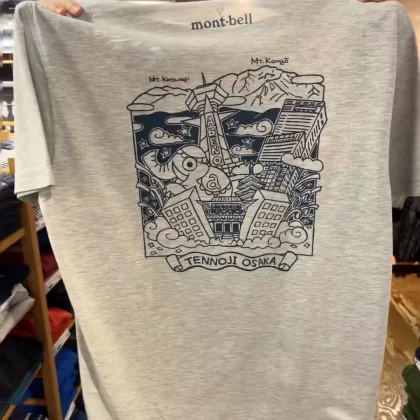 mont-bell
Mt. Kongō
Mt. Katsuragi
TENNOJI OSAKA